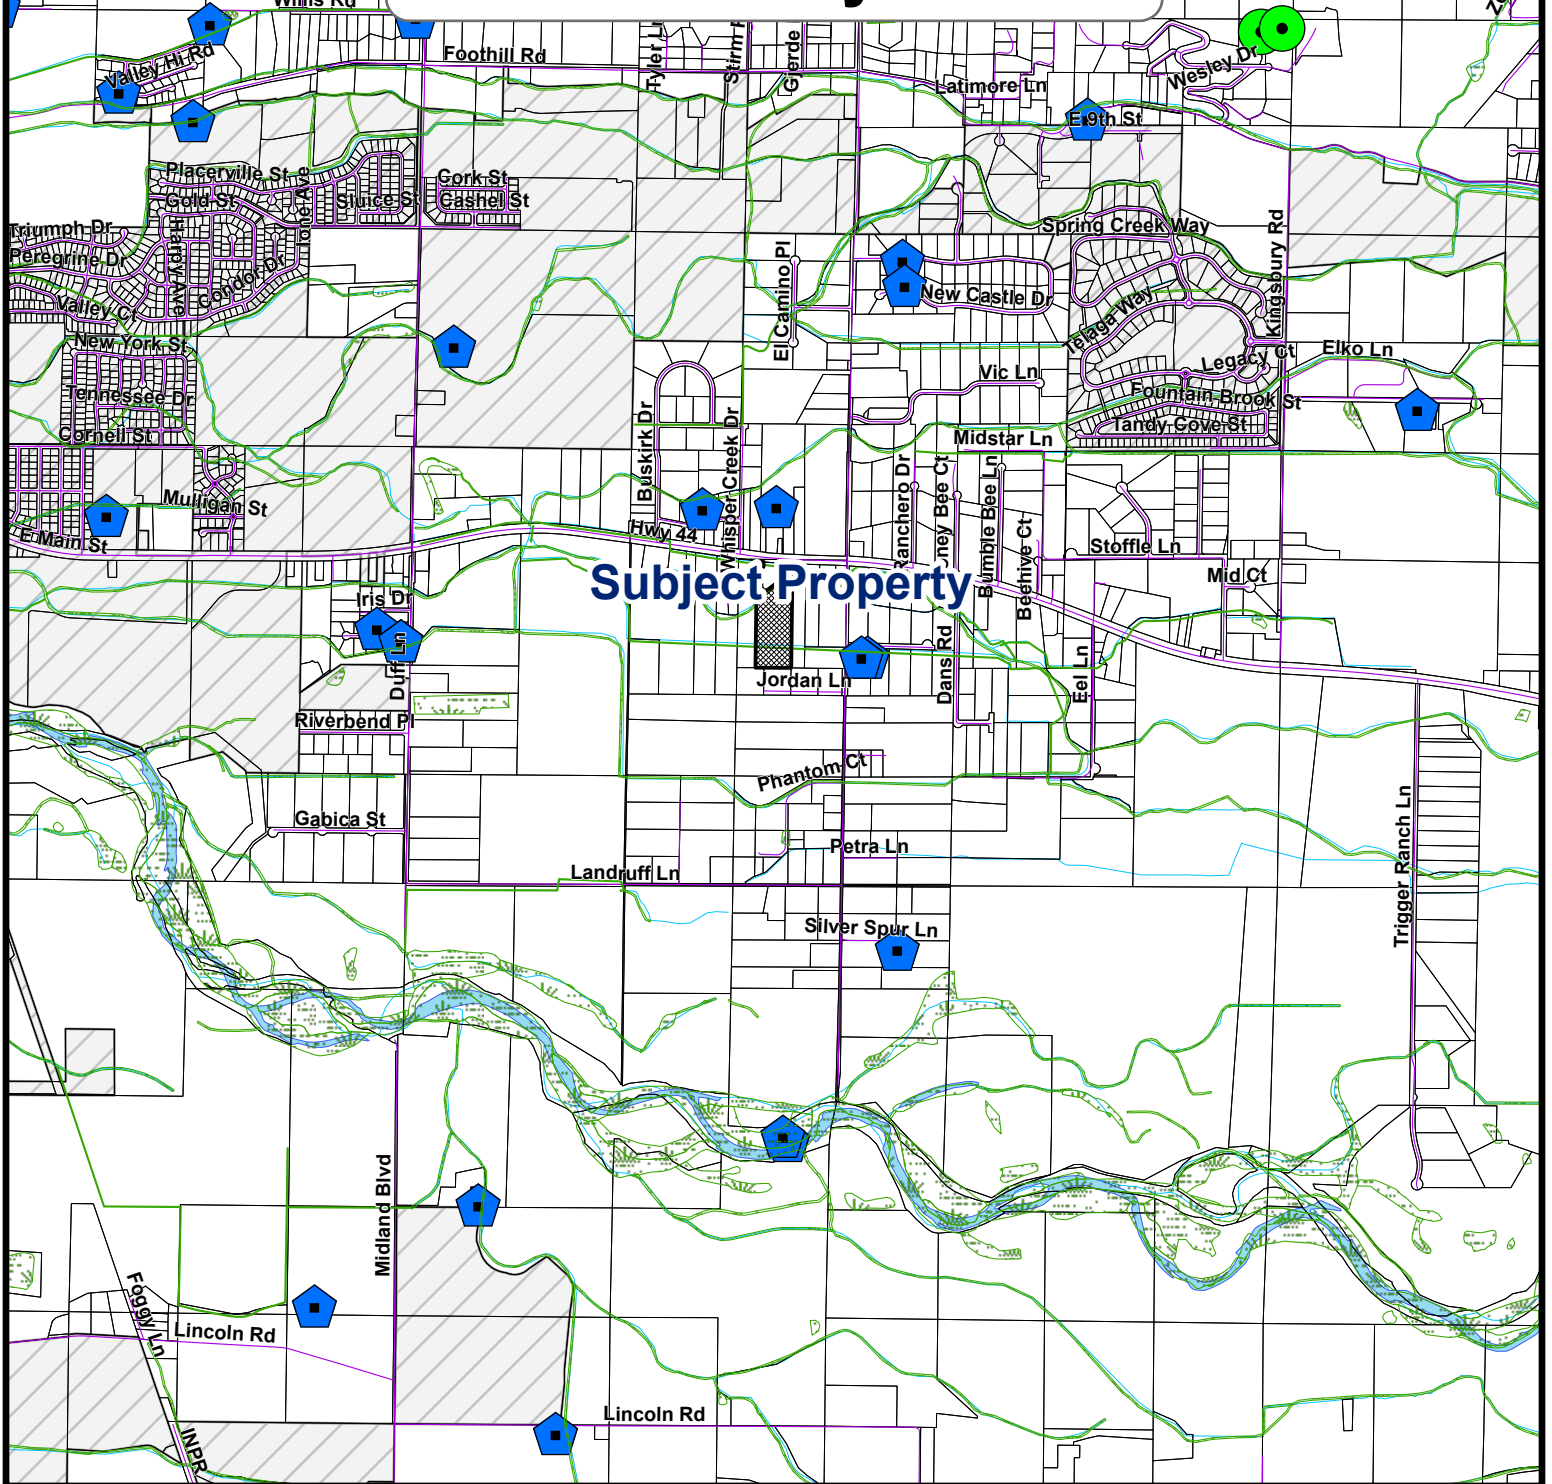 Foothill Rd
Tyler Ln
Gjerde
Valley Hi Rd
Latimore Ln
Wesley Dr
E 9th St
Placerville St
Gold St
Ione Ave
Sluice St
Cork St
Cashel St
Triumph Dr
Peregrine Dr
Harpy Ave
Condor Dr
Valley Ct
New York St
Tennessee Dr
Cornell St
Mulligan St
E Main St
El Camino Pl
New Castle Dr
Spring Creek Way
Kingsbury Rd
Telaga Way
Legacy Ct
Elko Ln
Vic Ln
Fountain Brook St
Tandy Cove St
Midstar Ln
Buskirk Dr
Whisper Creek Dr
Hwy 44
Ranchero Dr
oney Bee Ct
Bumble Bee Ln
Beehive Ct
Stoffle Ln
Mid Ct
Subject Property
Iris Dr
Duff Ln
Jordan Ln
Dans Rd
Eel Ln
Riverbend Pl
Phantom Ct
Gabica St
Petra Ln
Landruff Ln
Trigger Ranch Ln
Silver Spur Ln
Midland Blvd
Foggy Ln
Lincoln Rd
Lincoln Rd
INPR